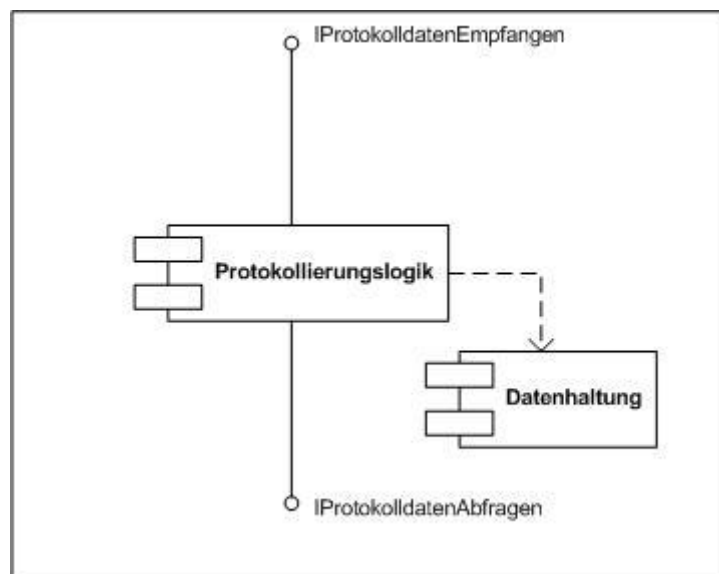 IProtokolldatenEmpfangen
Protokollierungslogik
Datenhaltung
IProtokolldatenAbfragen